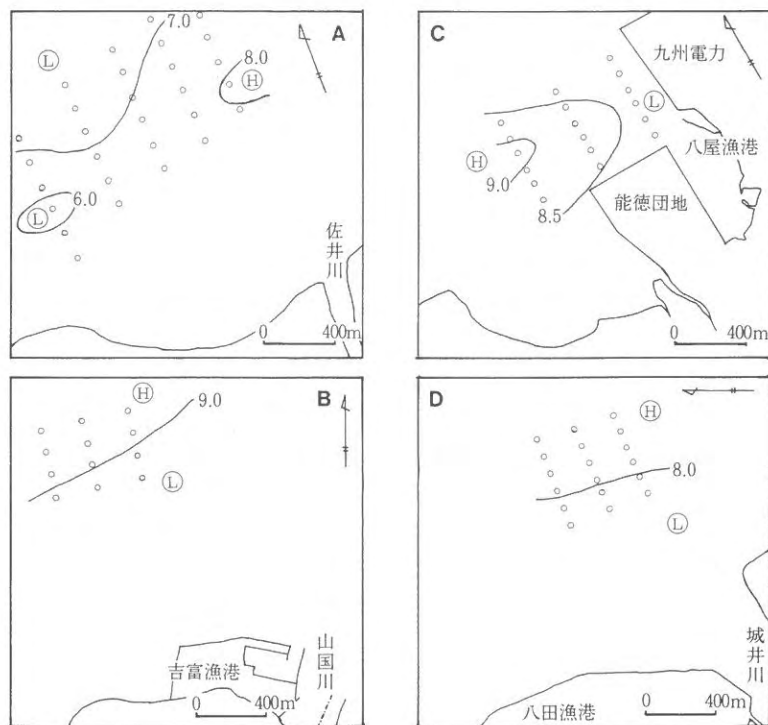 A
7.0
8.0
Ⓛ
Ⓗ
6.0
Ⓛ
佐井川
0 400m
C
九州電力
Ⓛ
八屋漁港
Ⓗ
9.0
8.5
能徳団地
0 400m
B
Ⓗ
9.0
Ⓛ
吉富漁港
山国川
0 400m
D
Ⓗ
8.0
Ⓛ
城井川
八田漁港
0 400m